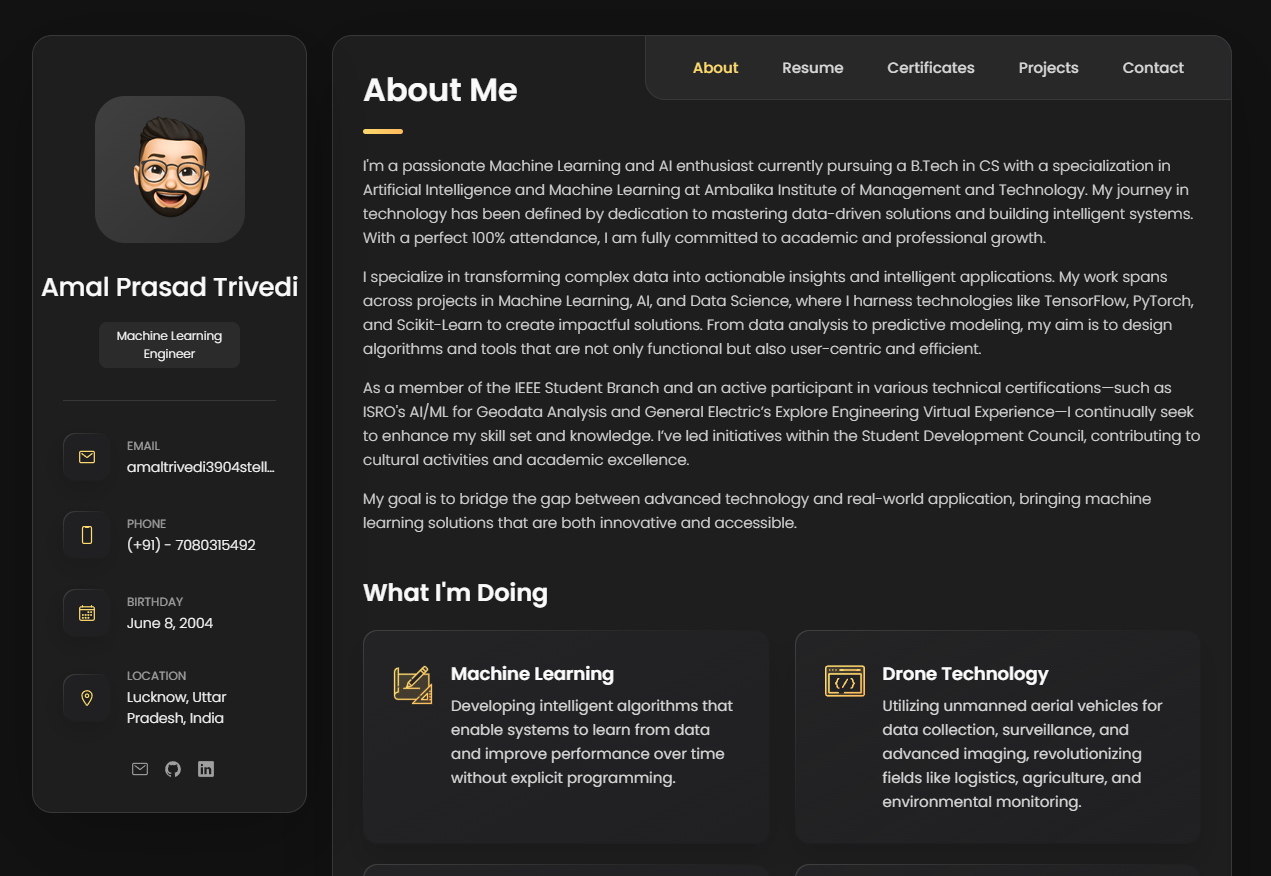 Amal Prasad Trivedi
Machine Learning
Engineer
EMAIL
amaltrivedi3904stell...
PHONE
(+91) - 7080315492
BIRTHDAY
June 8, 2004
LOCATION
Lucknow, Uttar
Pradesh, India
About
Resume
Certificates
Projects
Contact
About Me
I'm a passionate Machine Learning and AI enthusiast currently pursuing a B.Tech in CS with a specialization in
Artificial Intelligence and Machine Learning at Ambalika Institute of Management and Technology. My journey in
technology has been defined by dedication to mastering data-driven solutions and building intelligent systems.
With a perfect 100% attendance, I am fully committed to academic and professional growth.
I specialize in transforming complex data into actionable insights and intelligent applications. My work spans
across projects in Machine Learning, AI, and Data Science, where I harness technologies like TensorFlow, PyTorch,
and Scikit-Learn to create impactful solutions. From data analysis to predictive modeling, my aim is to design
algorithms and tools that are not only functional but also user-centric and efficient.
As a member of the IEEE Student Branch and an active participant in various technical certifications—such as
ISRO's AI/ML for Geodata Analysis and General Electric's Explore Engineering Virtual Experience—I continually seek
to enhance my skill set and knowledge. I've led initiatives within the Student Development Council, contributing to
cultural activities and academic excellence.
My goal is to bridge the gap between advanced technology and real-world application, bringing machine
learning solutions that are both innovative and accessible.
What I'm Doing
Machine Learning
Developing intelligent algorithms that
enable systems to learn from data
and improve performance over time
without explicit programming.
Drone Technology
Utilizing unmanned aerial vehicles for
data collection, surveillance, and
advanced imaging, revolutionizing
fields like logistics, agriculture, and
environmental monitoring.